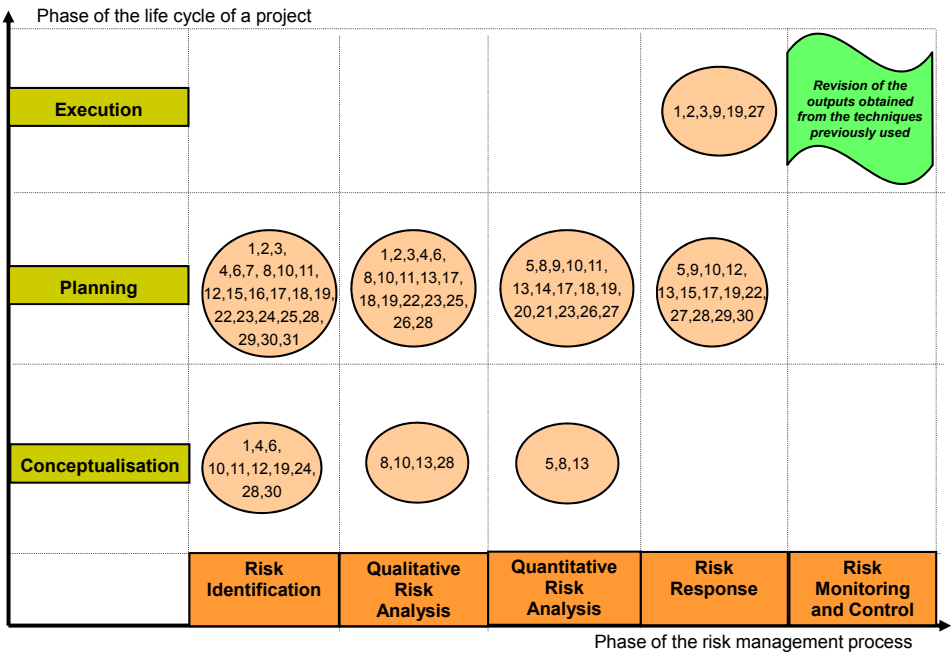 Phase of the life cycle of a project
Execution
1,2,3,9,19,27
Revision of the
outputs obtained
from the techniques
previously used
Planning
1,2,3,
4,6,7, 8,10,11,
12,15,16,17,18,19,
22,23,24,25,28,
29,30,31
1,2,3,4,6,
8,10,11,13,17,
18,19,22,23,25,
26,28
5,8,9,10,11,
13,14,17,18,19,
20,21,23,26,27
5,9,10,12,
13,15,17,19,22,
27,28,29,30
Conceptualisation
1,4,6,
10,11,12,19,24,
28,30
8,10,13,28
5,8,13
Risk
Identification
Qualitative
Risk
Analysis
Quantitative
Risk
Analysis
Risk
Response
Risk
Monitoring
and Control
Phase of the risk management process